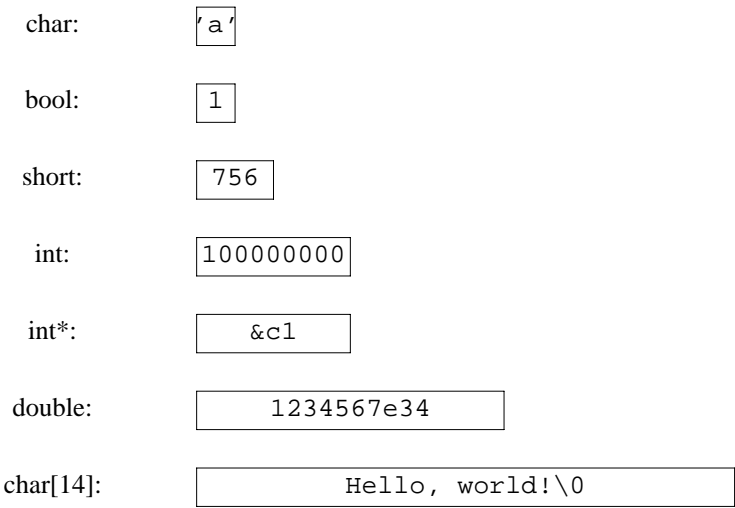 char: ’a’
bool: 1
short: 756
int: 100000000
int*: &c1
double: 1234567e34
char[14]: Hello, world!\0